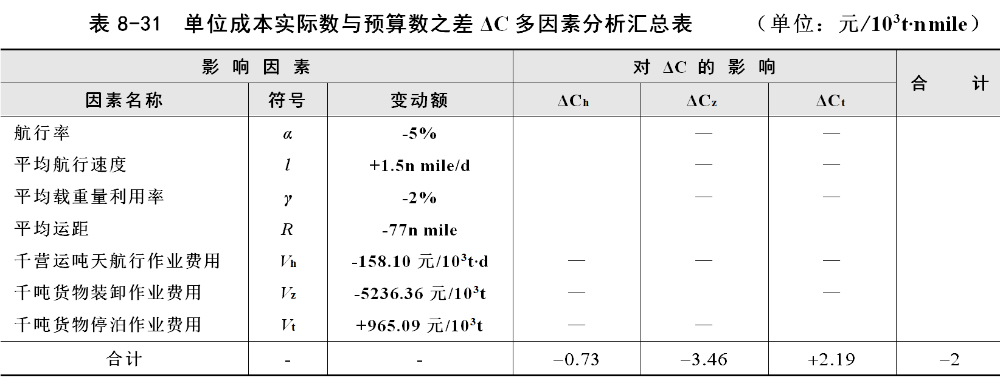 表 8-31 单位成本实际数与预算数之差 ΔC 多因素分析汇总表 （单位：元/10³t·n mile）
影响因素 对 ΔC 的影响 合计
因素名称 符号 变动额 ΔCh ΔCz ΔCt
航行率 α -5% — —
平均航行速度 l +1.5n mile/d — —
平均载重量利用率 γ -2% — —
平均运距 R -77n mile
千营运吨天航行作业费用 Vh -158.10 元/10³t·d — — —
千吨货物装卸作业费用 Vz -5236.36 元/10³t — —
千吨货物停泊作业费用 Vt +965.09 元/10³t — —
合计 - - −0.73 −3.46 +2.19 −2